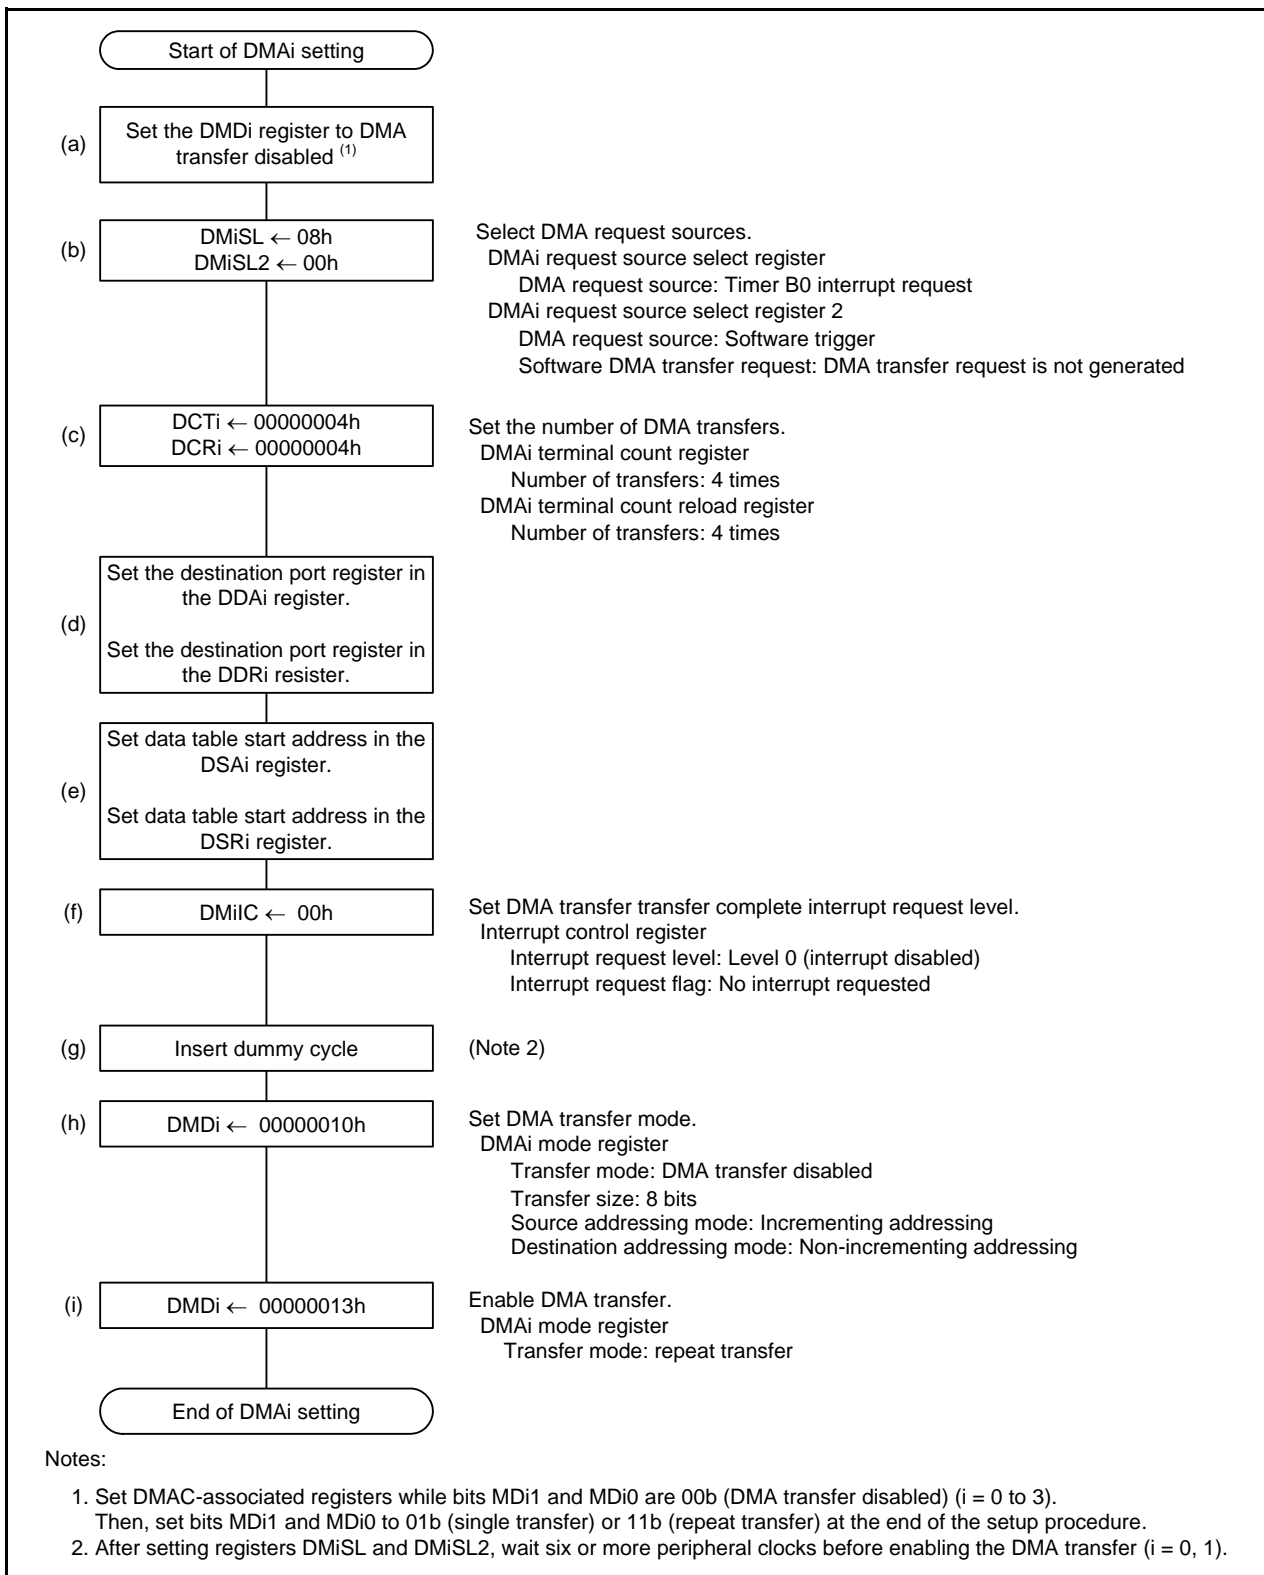 Start of DMAi setting
(a)
Set the DMDi register to DMA
transfer disabled (1)
(b)
DMiSL ← 08h
DMiSL2 ← 00h
Select DMA request sources.
DMAi request source select register
DMA request source: Timer B0 interrupt request
DMAi request source select register 2
DMA request source: Software trigger
Software DMA transfer request: DMA transfer request is not generated
(c)
DCTi ← 00000004h
DCRi ← 00000004h
Set the number of DMA transfers.
DMAi terminal count register
Number of transfers: 4 times
DMAi terminal count reload register
Number of transfers: 4 times
(d)
Set the destination port register in
the DDAi register.
Set the destination port register in
the DDRi resister.
(e)
Set data table start address in the
DSAi register.
Set data table start address in the
DSRi register.
(f)
DMiIC ← 00h
Set DMA transfer transfer complete interrupt request level.
Interrupt control register
Interrupt request level: Level 0 (interrupt disabled)
Interrupt request flag: No interrupt requested
(g)
Insert dummy cycle
(Note 2)
(h)
DMDi ← 00000010h
Set DMA transfer mode.
DMAi mode register
Transfer mode: DMA transfer disabled
Transfer size: 8 bits
Source addressing mode: Incrementing addressing
Destination addressing mode: Non-incrementing addressing
(i)
DMDi ← 00000013h
Enable DMA transfer.
DMAi mode register
Transfer mode: repeat transfer
End of DMAi setting
Notes:
1. Set DMAC-associated registers while bits MDi1 and MDi0 are 00b (DMA transfer disabled) (i = 0 to 3).
Then, set bits MDi1 and MDi0 to 01b (single transfer) or 11b (repeat transfer) at the end of the setup procedure.
2. After setting registers DMiSL and DMiSL2, wait six or more peripheral clocks before enabling the DMA transfer (i = 0, 1).